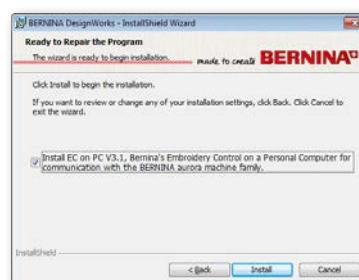 BERNINA DesignWorks - InstallShield Wizard
Ready to Repair the Program
The wizard is ready to begin installation.
made to create BERNINA
Click Install to begin the installation.
If you want to review or change any of your installation settings, click Back. Click Cancel to
exit the wizard.
Install EC on PC V3.1, Bernina's Embroidery Control on a Personal Computer for
communication with the BERNINA aurora machine family.
InstallShield
< Back Install Cancel